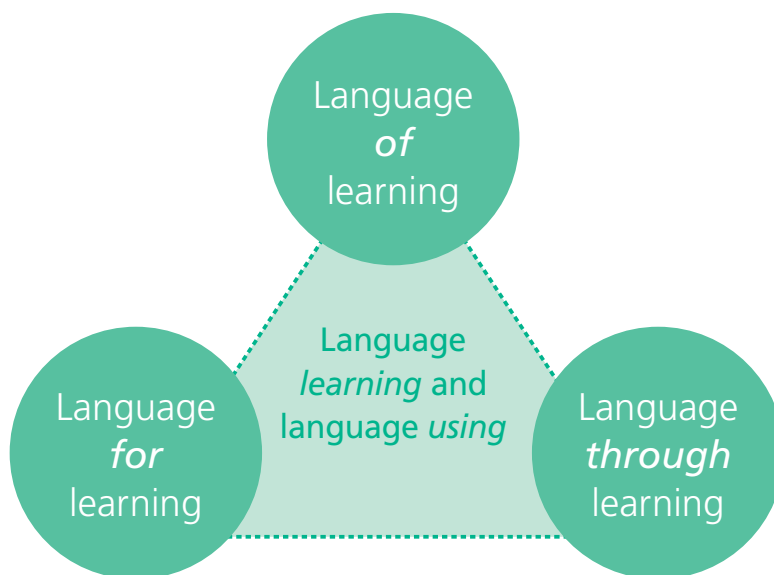 Language
of
learning
Language
learning and
language using
Language
for
learning
Language
through
learning